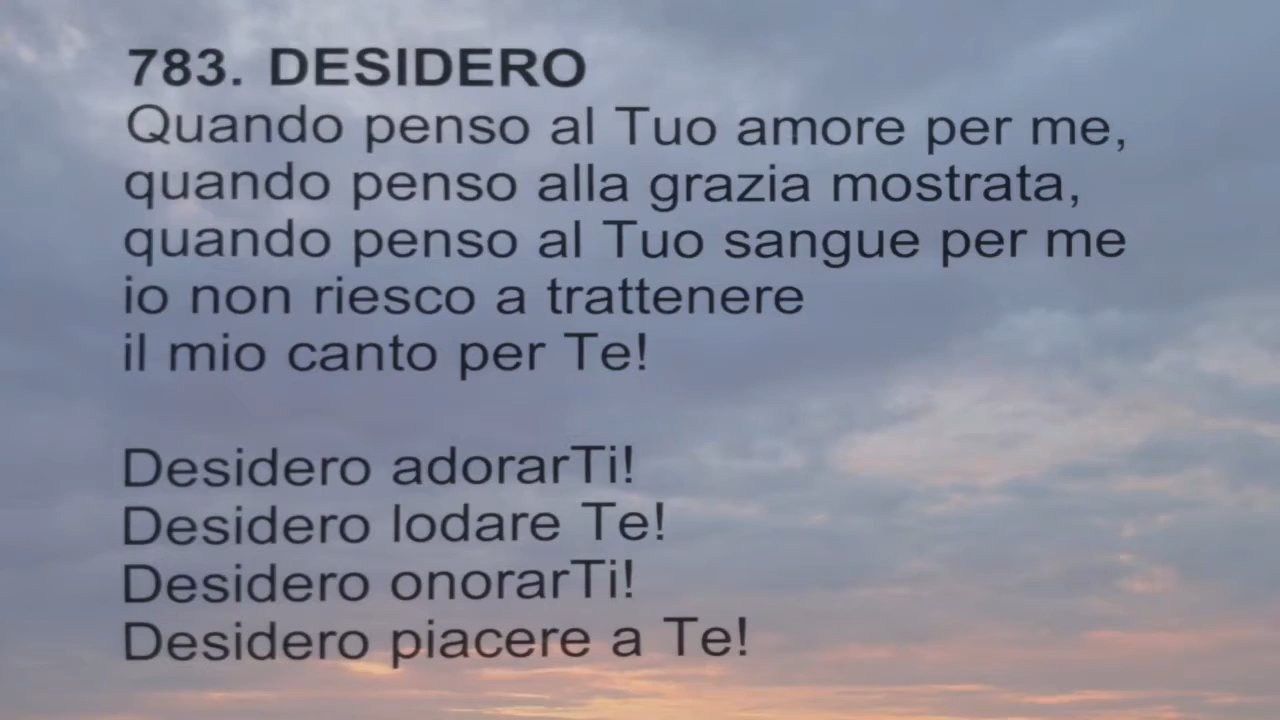 783. DESIDERO
Quando penso al Tuo amore per me,
quando penso alla grazia mostrata,
quando penso al Tuo sangue per me
io non riesco a trattenere
il mio canto per Te!
Desidero adorarTi!
Desidero lodare Te!
Desidero onorarTi!
Desidero piacere a Te!